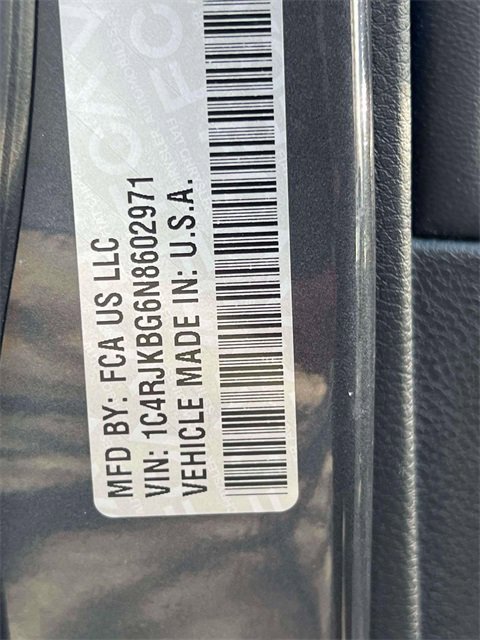 MFD BY: FCA US LLC
VIN: 1C4RJKBG6N8602971
VEHICLE MADE IN: U.S.A.